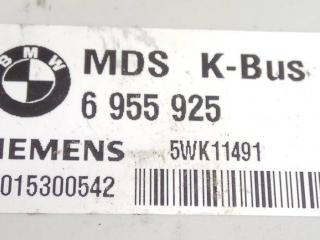 BMW
MDS K-Bus
6 955 925
IEMENS 5WK11491
015300542